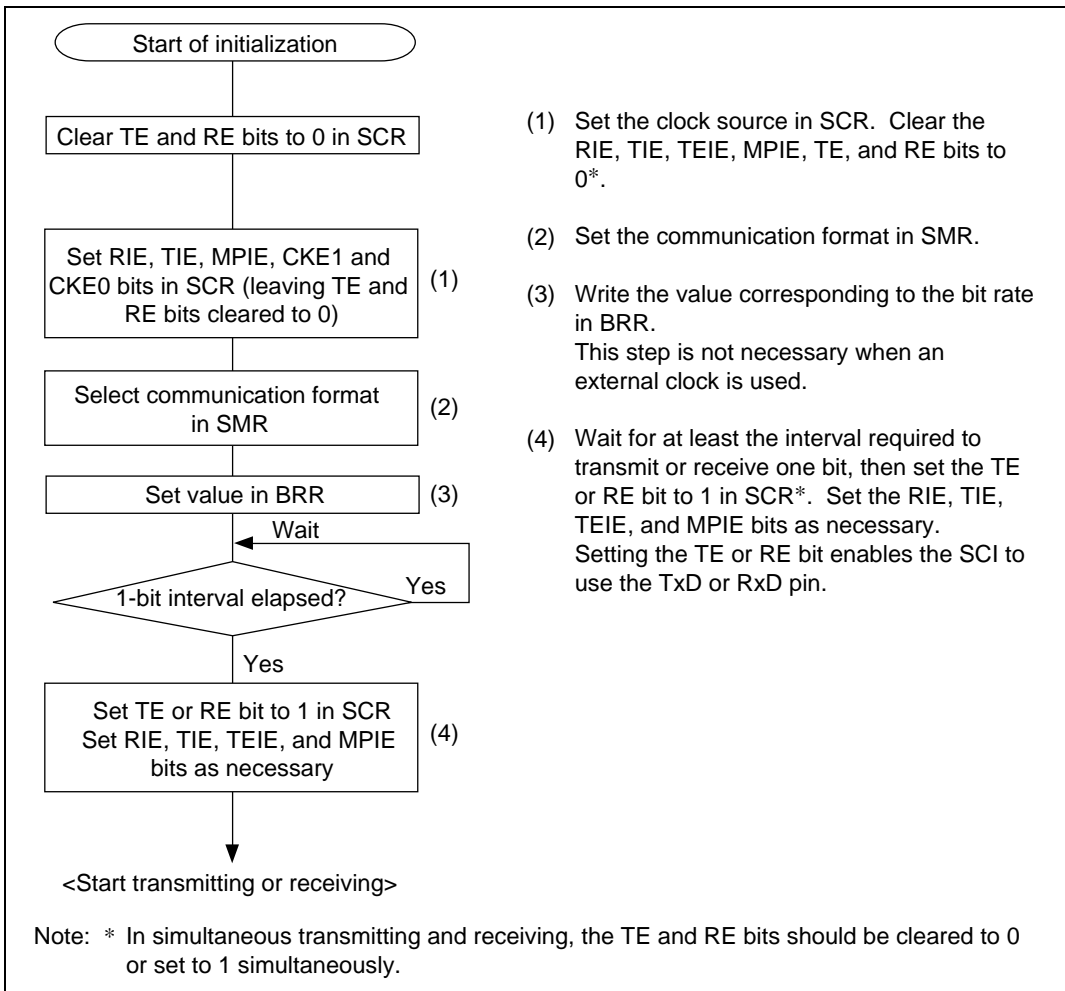 Start of initialization
Clear TE and RE bits to 0 in SCR
Set RIE, TIE, MPIE, CKE1 and
CKE0 bits in SCR (leaving TE and
RE bits cleared to 0)
(1)
Select communication format
in SMR
(2)
Set value in BRR
(3)
Wait
1-bit interval elapsed?
Yes
Yes
Set TE or RE bit to 1 in SCR
Set RIE, TIE, TEIE, and MPIE
bits as necessary
(4)
<Start transmitting or receiving>
(1) Set the clock source in SCR. Clear the
RIE, TIE, TEIE, MPIE, TE, and RE bits to
0*.
(2) Set the communication format in SMR.
(3) Write the value corresponding to the bit rate
in BRR.
This step is not necessary when an
external clock is used.
(4) Wait for at least the interval required to
transmit or receive one bit, then set the TE
or RE bit to 1 in SCR*. Set the RIE, TIE,
TEIE, and MPIE bits as necessary.
Setting the TE or RE bit enables the SCI to
use the TxD or RxD pin.
Note: * In simultaneous transmitting and receiving, the TE and RE bits should be cleared to 0
or set to 1 simultaneously.